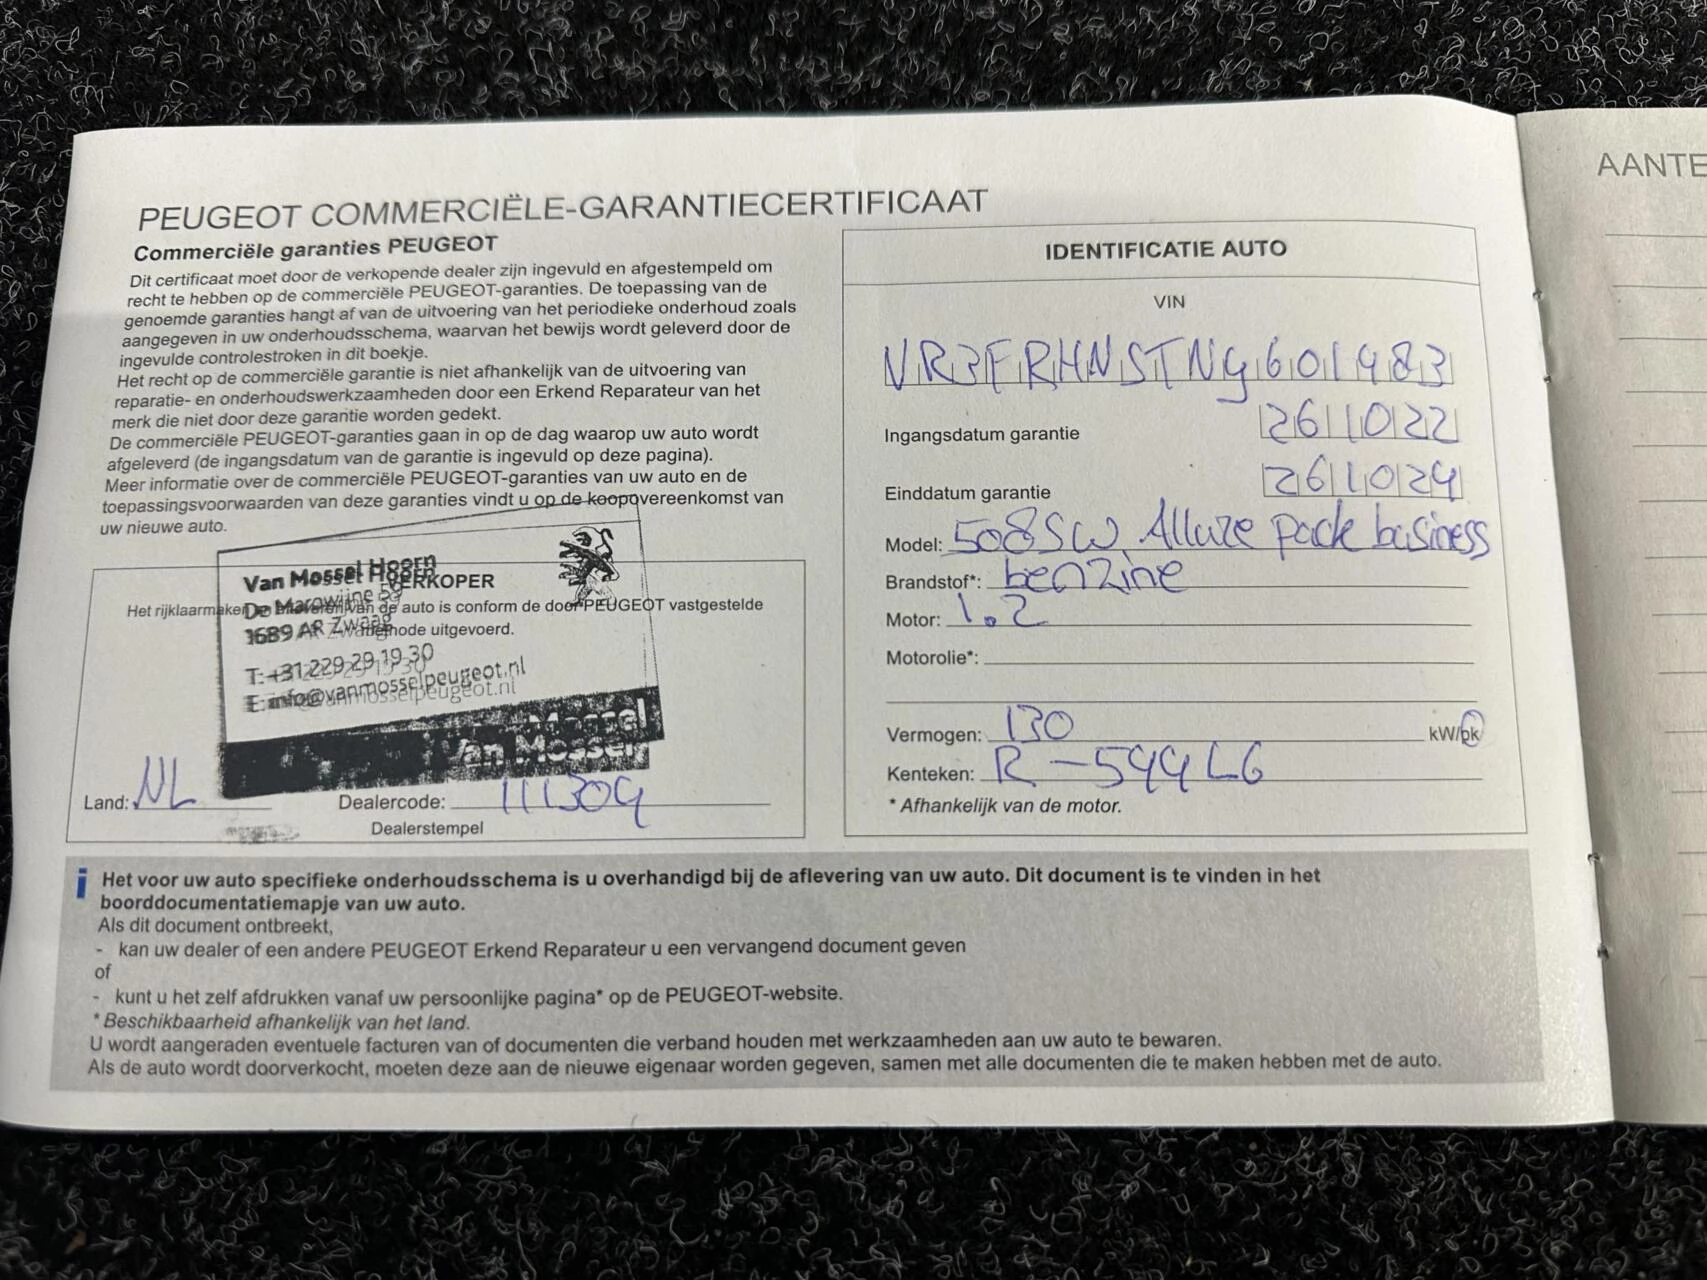 PEUGEOT COMMERCIËLE-GARANTIECERTIFICAAT
Commerciële garanties PEUGEOT
Dit certificaat moet door de verkopende dealer zijn ingevuld en afgestempeld om
recht te hebben op de commerciële PEUGEOT-garanties. De toepassing van de
genoemde garanties hangt af van de uitvoering van het periodieke onderhoud zoals
aangegeven in uw onderhoudsschema, waarvan het bewijs wordt geleverd door de
ingevulde controlestroken in dit boekje.
Het recht op de commerciële garantie is niet afhankelijk van de uitvoering van
reparatie- en onderhoudswerkzaamheden door een Erkend Reparateur van het
merk die niet door deze garantie worden gedekt.
De commerciële PEUGEOT-garanties gaan in op de dag waarop uw auto wordt
afgeleverd (de ingangsdatum van de garantie is ingevuld op deze pagina).
Meer informatie over de commerciële PEUGEOT-garanties van uw auto en de
toepassingsvoorwaarden van deze garanties vindt u op de koopovereenkomst van
uw nieuwe auto.
VERKOPER
Het rijklaarmaken en afleveren van de auto is conform de door PEUGEOT vastgestelde
methode uitgevoerd.
Van Mossel Hoorn
De Marowijne 59
1689 AR Zwaag
T: +31 229 29 19 30
E: info@vanmosselpeugeot.nl
Van Mossel
Land: NL
Dealercode: 111309
Dealerstempel
IDENTIFICATIE AUTO
VIN
VR3FRHNSTNY601483
Ingangsdatum garantie 261022
Einddatum garantie 261024
Model: 508SW Allure pack business
Brandstof*: benzine
Motor: 1.2
Motorolie*:
Vermogen: 130 kW/pk
Kenteken: R-544LG
* Afhankelijk van de motor.
i Het voor uw auto specifieke onderhoudsschema is u overhandigd bij de aflevering van uw auto. Dit document is te vinden in het
boorddocumentatiemapje van uw auto.
Als dit document ontbreekt,
- kan uw dealer of een andere PEUGEOT Erkend Reparateur u een vervangend document geven
of
- kunt u het zelf afdrukken vanaf uw persoonlijke pagina* op de PEUGEOT-website.
* Beschikbaarheid afhankelijk van het land.
U wordt aangeraden eventuele facturen van of documenten die verband houden met werkzaamheden aan uw auto te bewaren.
Als de auto wordt doorverkocht, moeten deze aan de nieuwe eigenaar worden gegeven, samen met alle documenten die te maken hebben met de auto.
AANTE